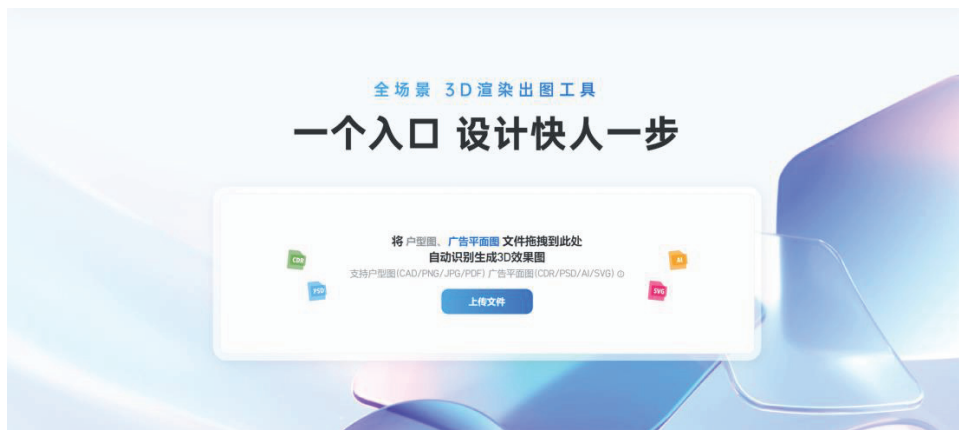 全场景 3D渲染出图工具
一个入口 设计快人一步
将 户型图、广告平面图 文件拖拽到此处
自动识别生成3D效果图
支持户型图(CAD/PNG/JPG/PDF) 广告平面图(CDR/PSD/AI/SVG)
上传文件
CDR
PSD
AI
SVG